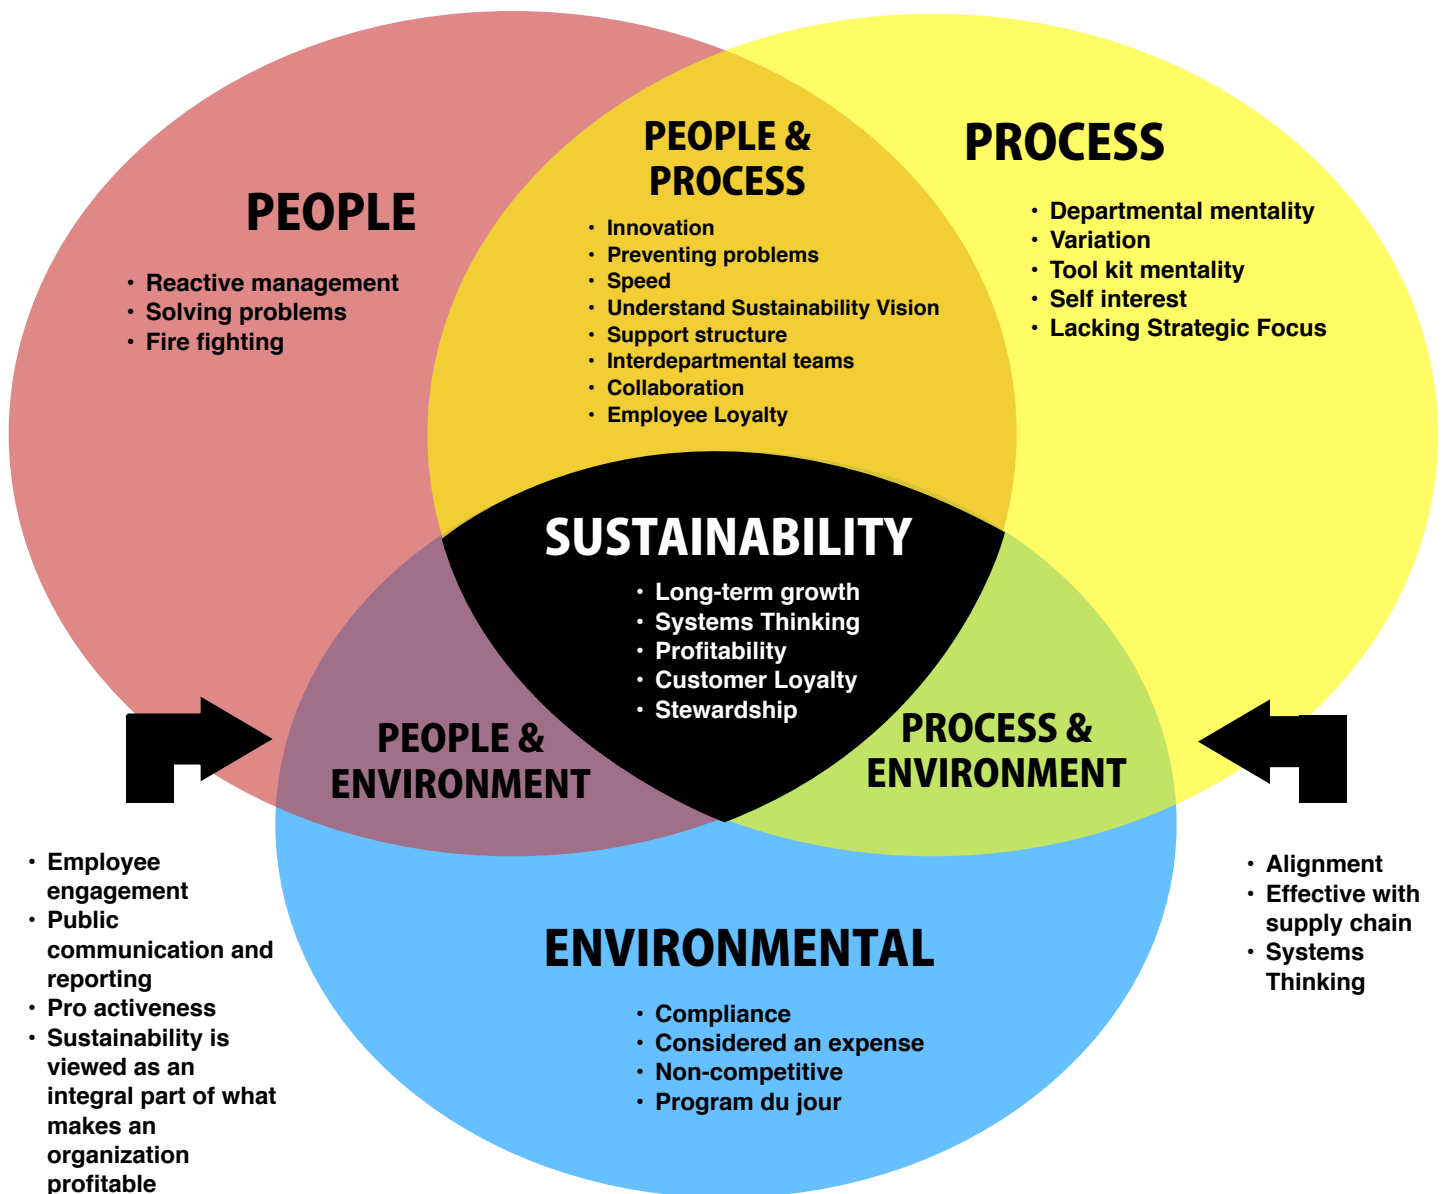 PEOPLE
• Reactive management
• Solving problems
• Fire fighting
PEOPLE &
PROCESS
• Innovation
• Preventing problems
• Speed
• Understand Sustainability Vision
• Support structure
• Interdepartmental teams
• Collaboration
• Employee Loyalty
PROCESS
• Departmental mentality
• Variation
• Tool kit mentality
• Self interest
• Lacking Strategic Focus
SUSTAINABILITY
• Long-term growth
• Systems Thinking
• Profitability
• Customer Loyalty
• Stewardship
PEOPLE &
ENVIRONMENT
PROCESS &
ENVIRONMENT
• Employee
engagement
• Public
communication and
reporting
• Pro activeness
• Sustainability is
viewed as an
integral part of what
makes an
organization
profitable
• Alignment
• Effective with
supply chain
• Systems
Thinking
ENVIRONMENTAL
• Compliance
• Considered an expense
• Non-competitive
• Program du jour